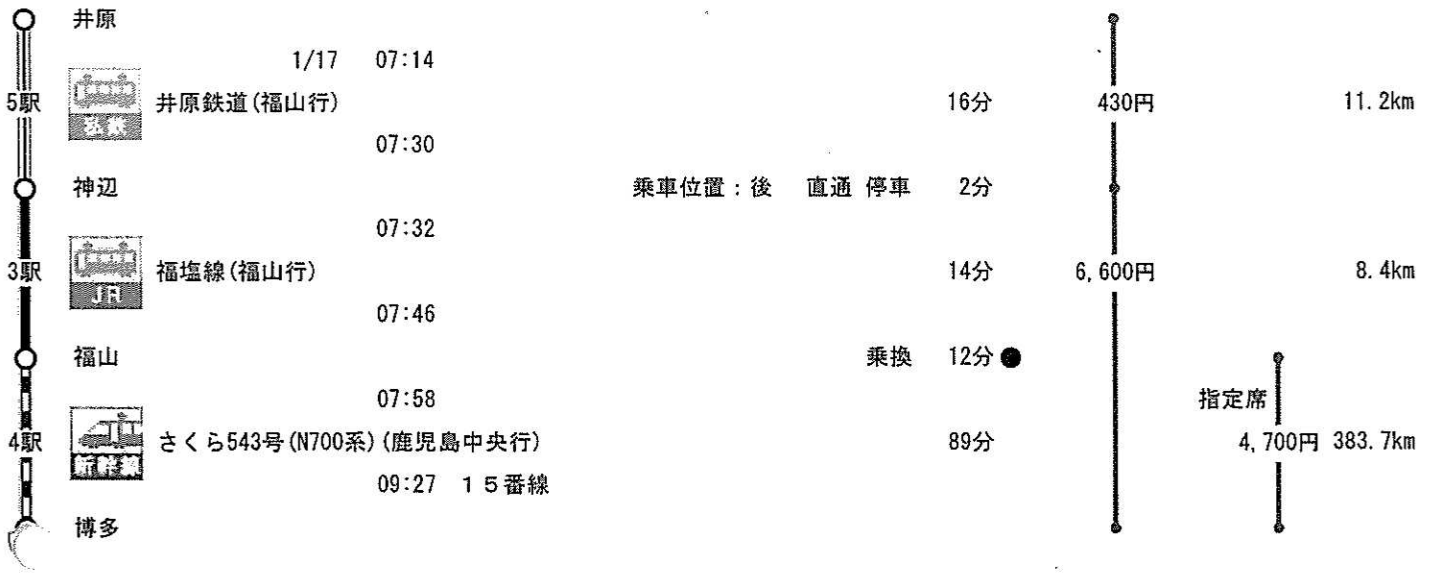 井原
1/17 07:14
5駅 私鉄 井原鉄道(福山行) 16分 430円 11.2km
07:30
神辺 乗車位置:後 直通 停車 2分
07:32
3駅 JR 福塩線(福山行) 14分 6,600円 8.4km
07:46
福山 乗換 12分●
07:58 指定席
4駅 新幹線 さくら543号(N700系)(鹿児島中央行) 89分 4,700円 383.7km
09:27 15番線
博多